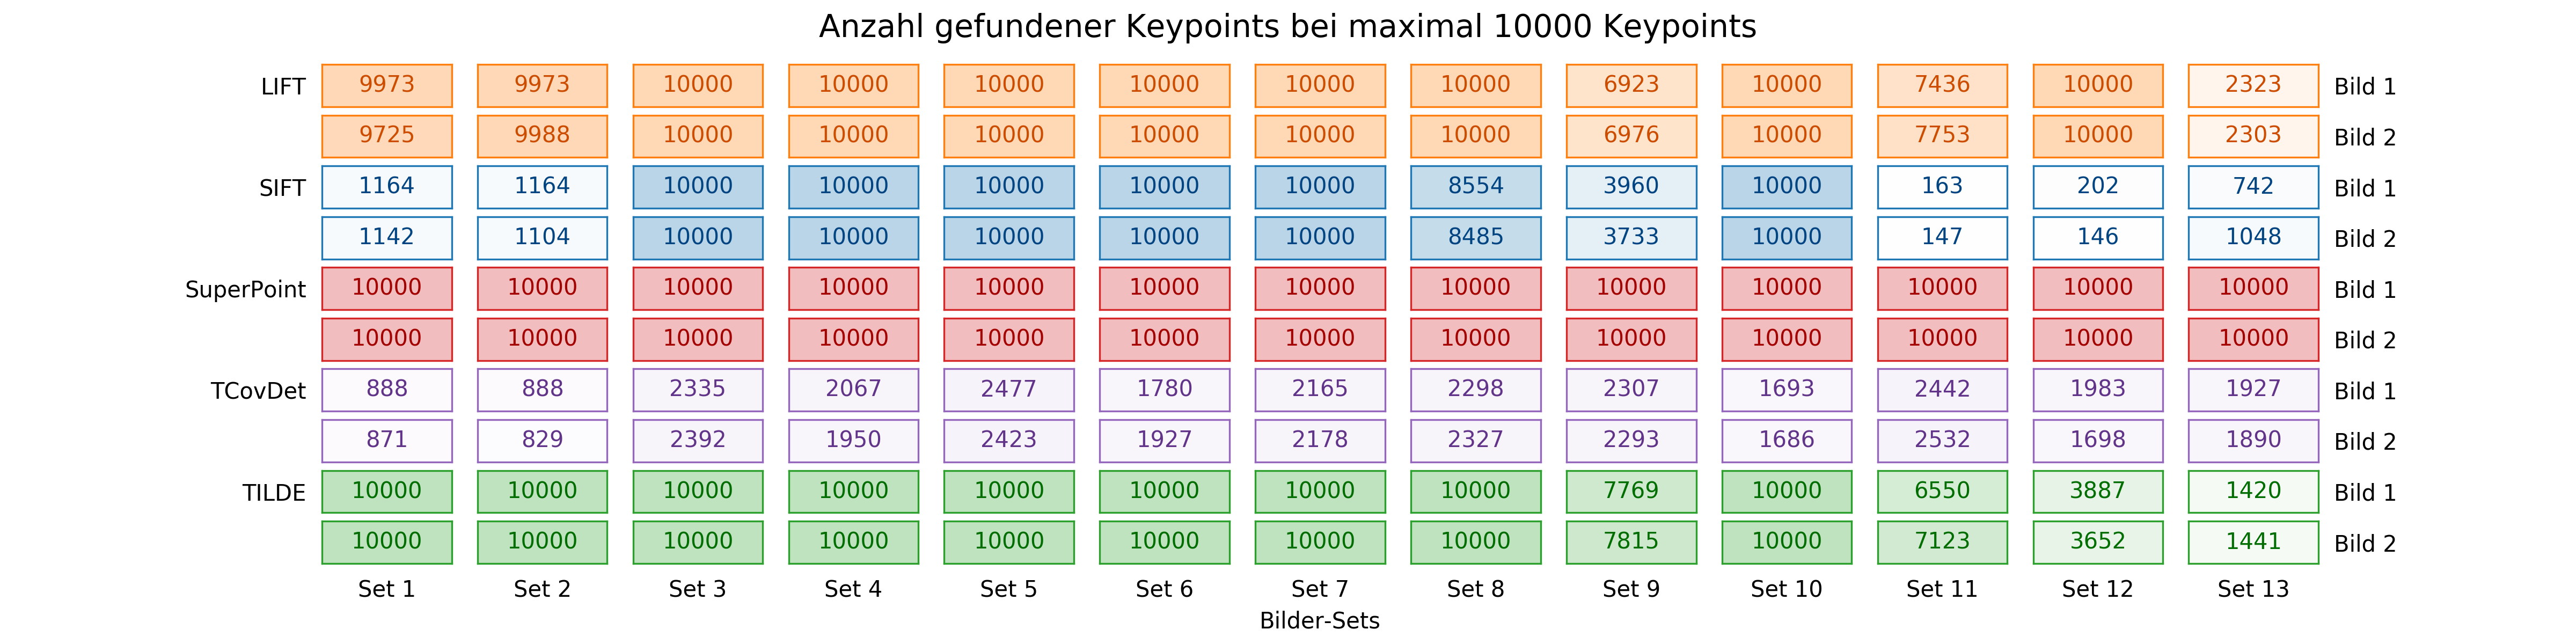 Anzahl gefundener Keypoints bei maximal 10000 Keypoints
LIFT 9973 9973 10000 10000 10000 10000 10000 10000 6923 10000 7436 10000 2323 Bild 1
9725 9988 10000 10000 10000 10000 10000 10000 6976 10000 7753 10000 2303 Bild 2
SIFT 1164 1164 10000 10000 10000 10000 10000 8554 3960 10000 163 202 742 Bild 1
1142 1104 10000 10000 10000 10000 10000 8485 3733 10000 147 146 1048 Bild 2
SuperPoint 10000 10000 10000 10000 10000 10000 10000 10000 10000 10000 10000 10000 10000 Bild 1
10000 10000 10000 10000 10000 10000 10000 10000 10000 10000 10000 10000 10000 Bild 2
TCovDet 888 888 2335 2067 2477 1780 2165 2298 2307 1693 2442 1983 1927 Bild 1
871 829 2392 1950 2423 1927 2178 2327 2293 1686 2532 1698 1890 Bild 2
TILDE 10000 10000 10000 10000 10000 10000 10000 10000 7769 10000 6550 3887 1420 Bild 1
10000 10000 10000 10000 10000 10000 10000 10000 7815 10000 7123 3652 1441 Bild 2
Set 1 Set 2 Set 3 Set 4 Set 5 Set 6 Set 7 Set 8 Set 9 Set 10 Set 11 Set 12 Set 13
Bilder-Sets